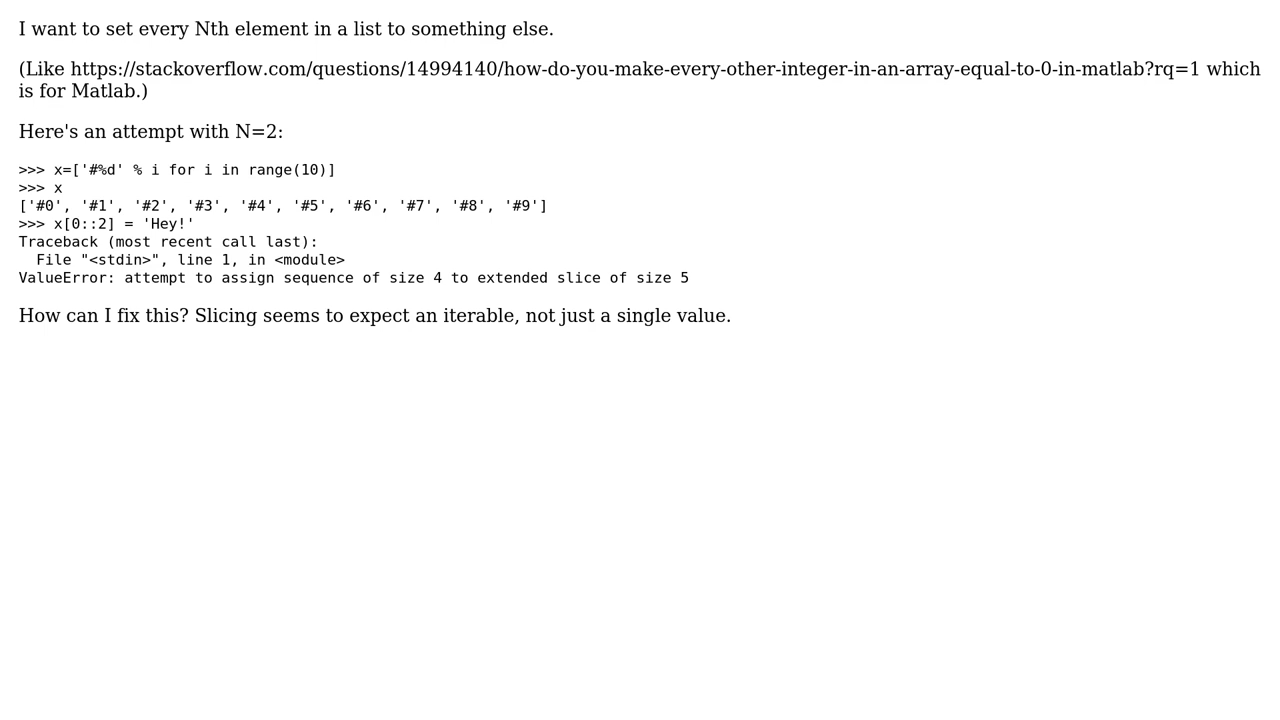 I want to set every Nth element in a list to something else.
(Like https://stackoverflow.com/questions/14994140/how-do-you-make-every-other-integer-in-an-array-equal-to-0-in-matlab?rq=1 which
is for Matlab.)
Here's an attempt with N=2:
>>> x=['#%d' % i for i in range(10)]
>>> x
['#0', '#1', '#2', '#3', '#4', '#5', '#6', '#7', '#8', '#9']
>>> x[0::2] = 'Hey!'
Traceback (most recent call last):
  File "<stdin>", line 1, in <module>
ValueError: attempt to assign sequence of size 4 to extended slice of size 5
How can I fix this? Slicing seems to expect an iterable, not just a single value.